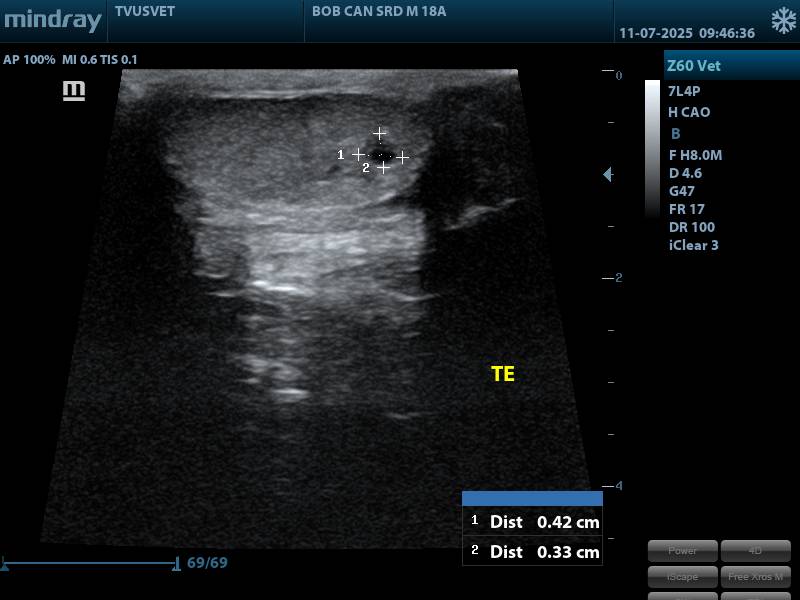 mindray
TVUSVET
BOB CAN SRD M 18A
11-07-2025 09:46:36
AP 100% MI 0.6 TIS 0.1
m
Z60 Vet
7L4P
H CAO
B
F H8.0M
D 4.6
G47
FR 17
DR 100
iClear 3
0
2
4
1
2
TE
1 Dist 0.42 cm
2 Dist 0.33 cm
69/69
Power
4D
iScape
Free Xros M